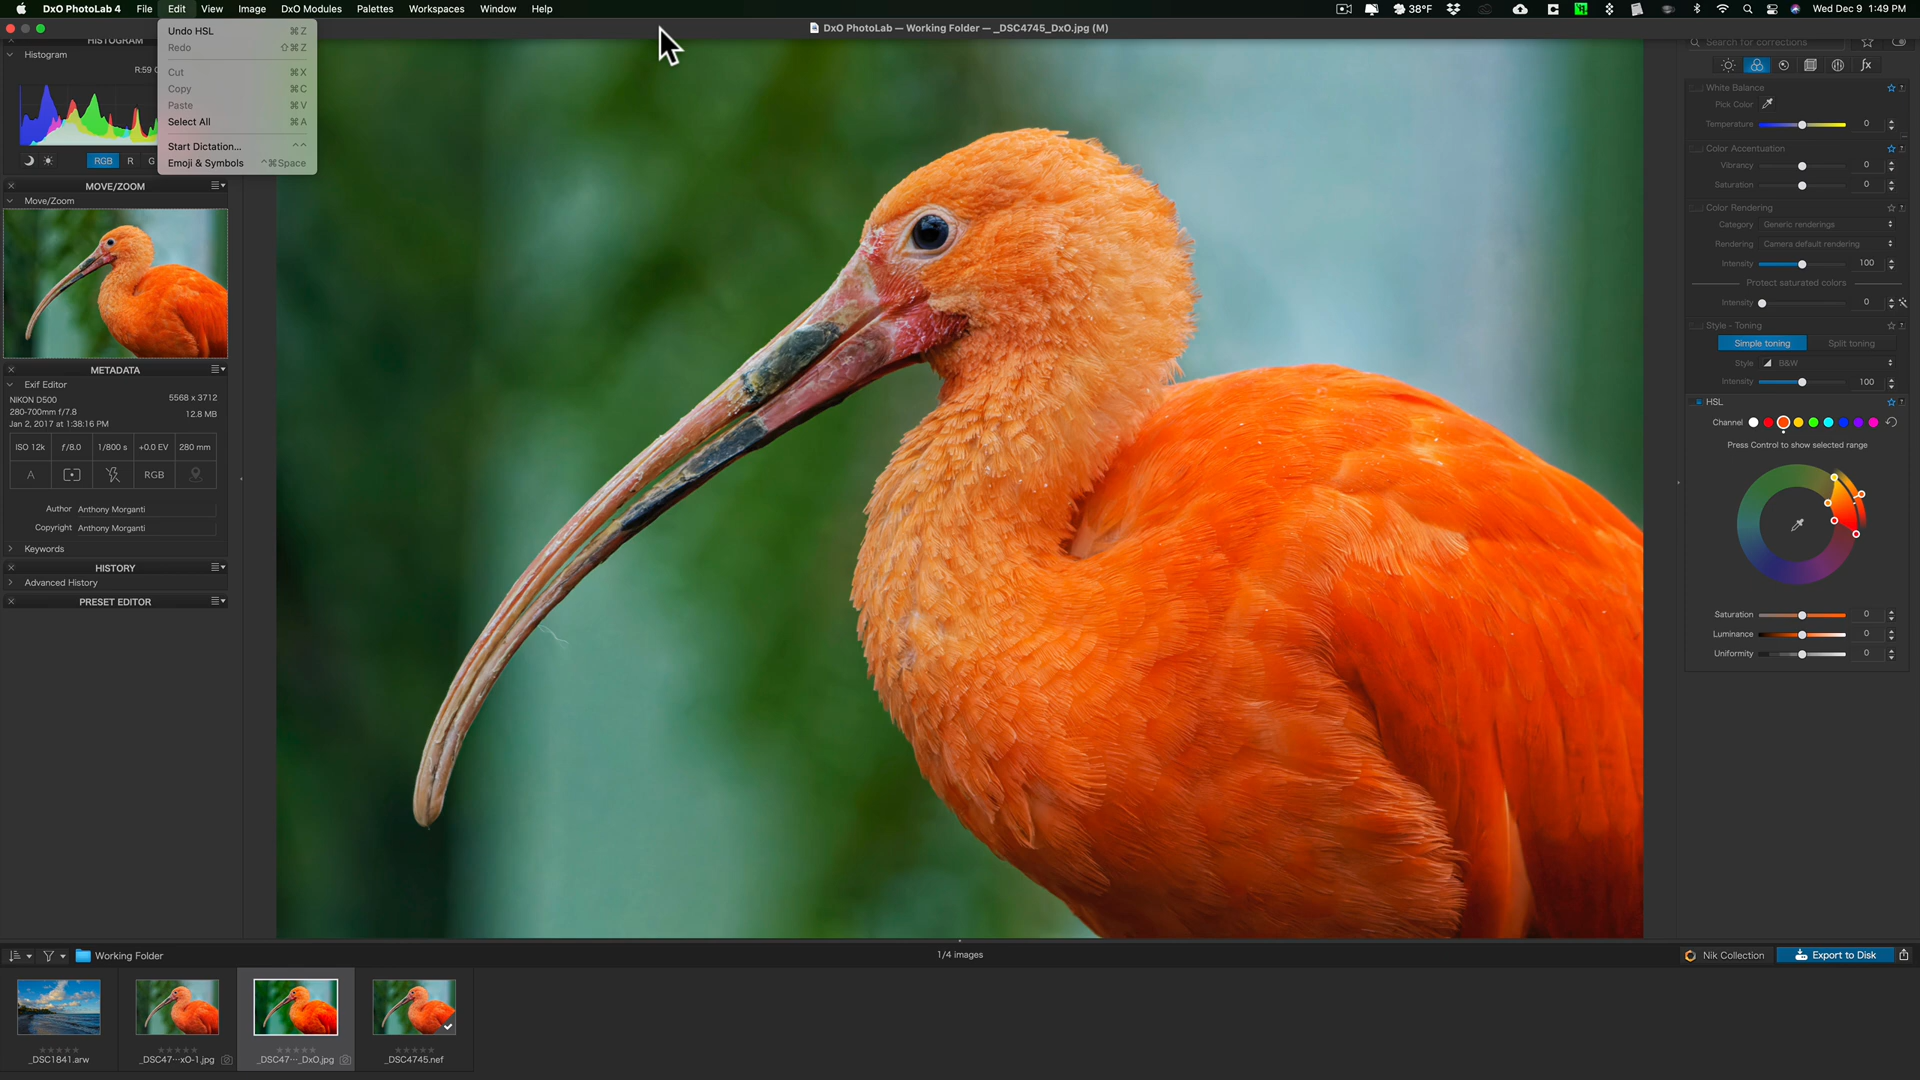 DxO PhotoLab 4 File Edit View Image DxO Modules Palettes Workspaces Window Help 38°F Wed Dec 9 1:49 PM
DxO PhotoLab — Working Folder — _DSC4745_DxO.jpg (M)
Undo HSL ⌘Z
Redo ⇧⌘Z
Cut ⌘X
Copy ⌘C
Paste ⌘V
Select All ⌘A
Start Dictation...
Emoji & Symbols ^⌘Space
HISTOGRAM
Histogram
R:59
RGB R G
MOVE/ZOOM
Move/Zoom
METADATA
Exif Editor
NIKON D500 5568 x 3712
280-700mm f/7.8 12.8 MB
Jan 2, 2017 at 1:38:16 PM
ISO 12k ƒ/8.0 1/800 s +0.0 EV 280 mm
A RGB
Author Anthony Morganti
Copyright Anthony Morganti
Keywords
HISTORY
Advanced History
PRESET EDITOR
Search for corrections
fx
White Balance ?
Pick Color
Temperature 0
Color Accentuation ?
Vibrancy 0
Saturation 0
Color Rendering ?
Category Generic renderings
Rendering Camera default rendering
Intensity 100
Protect saturated colors
Intensity 0
Style - Toning ?
Simple toning Split toning
Style B&W
Intensity 100
HSL ?
Channel
Press Control to show selected range
Saturation 0
Luminance 0
Uniformity 0
Working Folder 1/4 images Nik Collection Export to Disk
_DSC1841.arw _DSC47···xO-1.jpg _DSC47···_DxO.jpg _DSC4745.nef